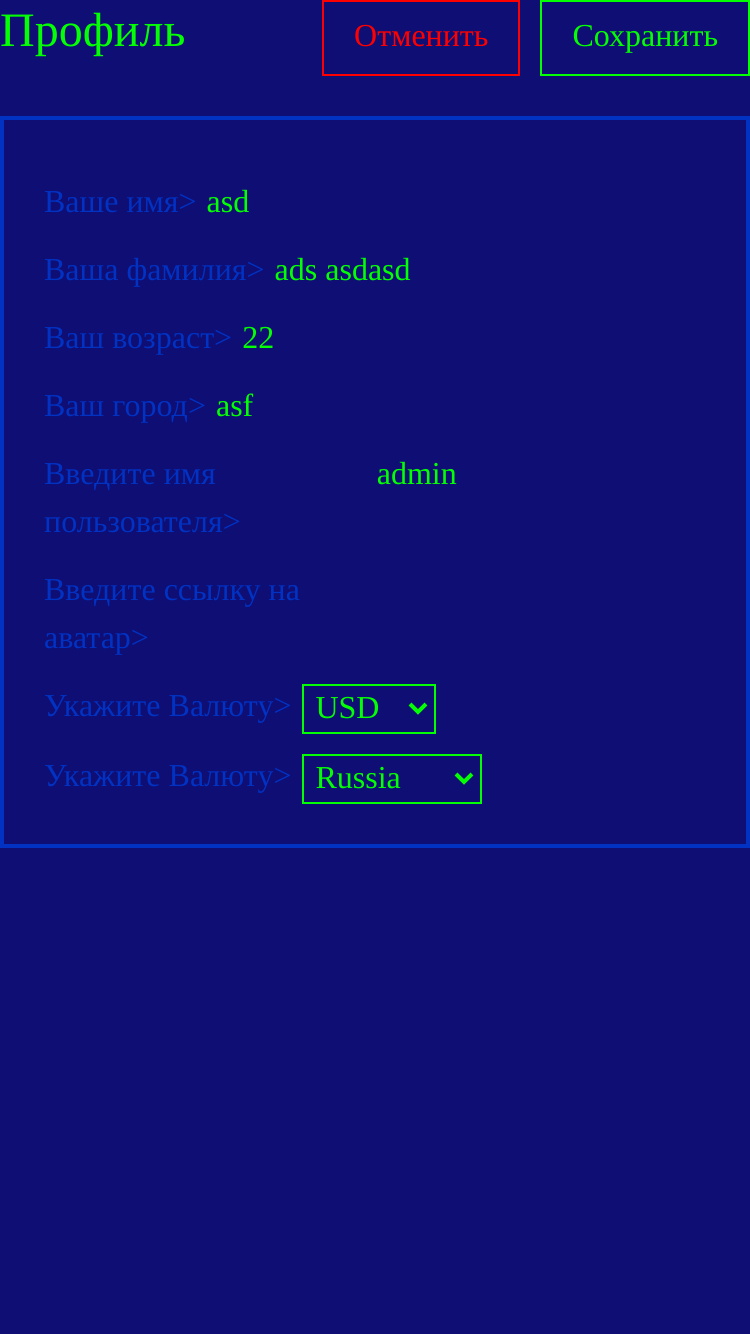 Профиль Отменить Сохранить
Ваше имя> asd
Ваша фамилия> ads asdasd
Ваш возраст> 22
Ваш город> asf
Введите имя admin
пользователя>
Введите ссылку на
аватар>
Укажите Валюту> USD
Укажите Валюту> Russia